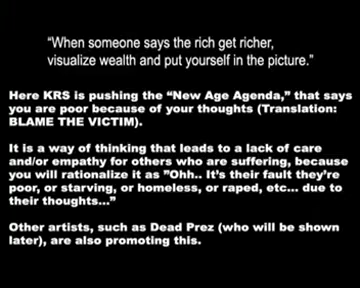 “When someone says the rich get richer,
visualize wealth and put yourself in the picture.”
Here KRS is pushing the “New Age Agenda,” that says
you are poor because of your thoughts (Translation:
BLAME THE VICTIM).
It is a way of thinking that leads to a lack of care
and/or empathy for others who are suffering, because
you will rationalize it as ”Ohh.. It’s their fault they’re
poor, or starving, or homeless, or raped, etc... due to
their thoughts...”
Other artists, such as Dead Prez (who will be shown
later), are also promoting this.